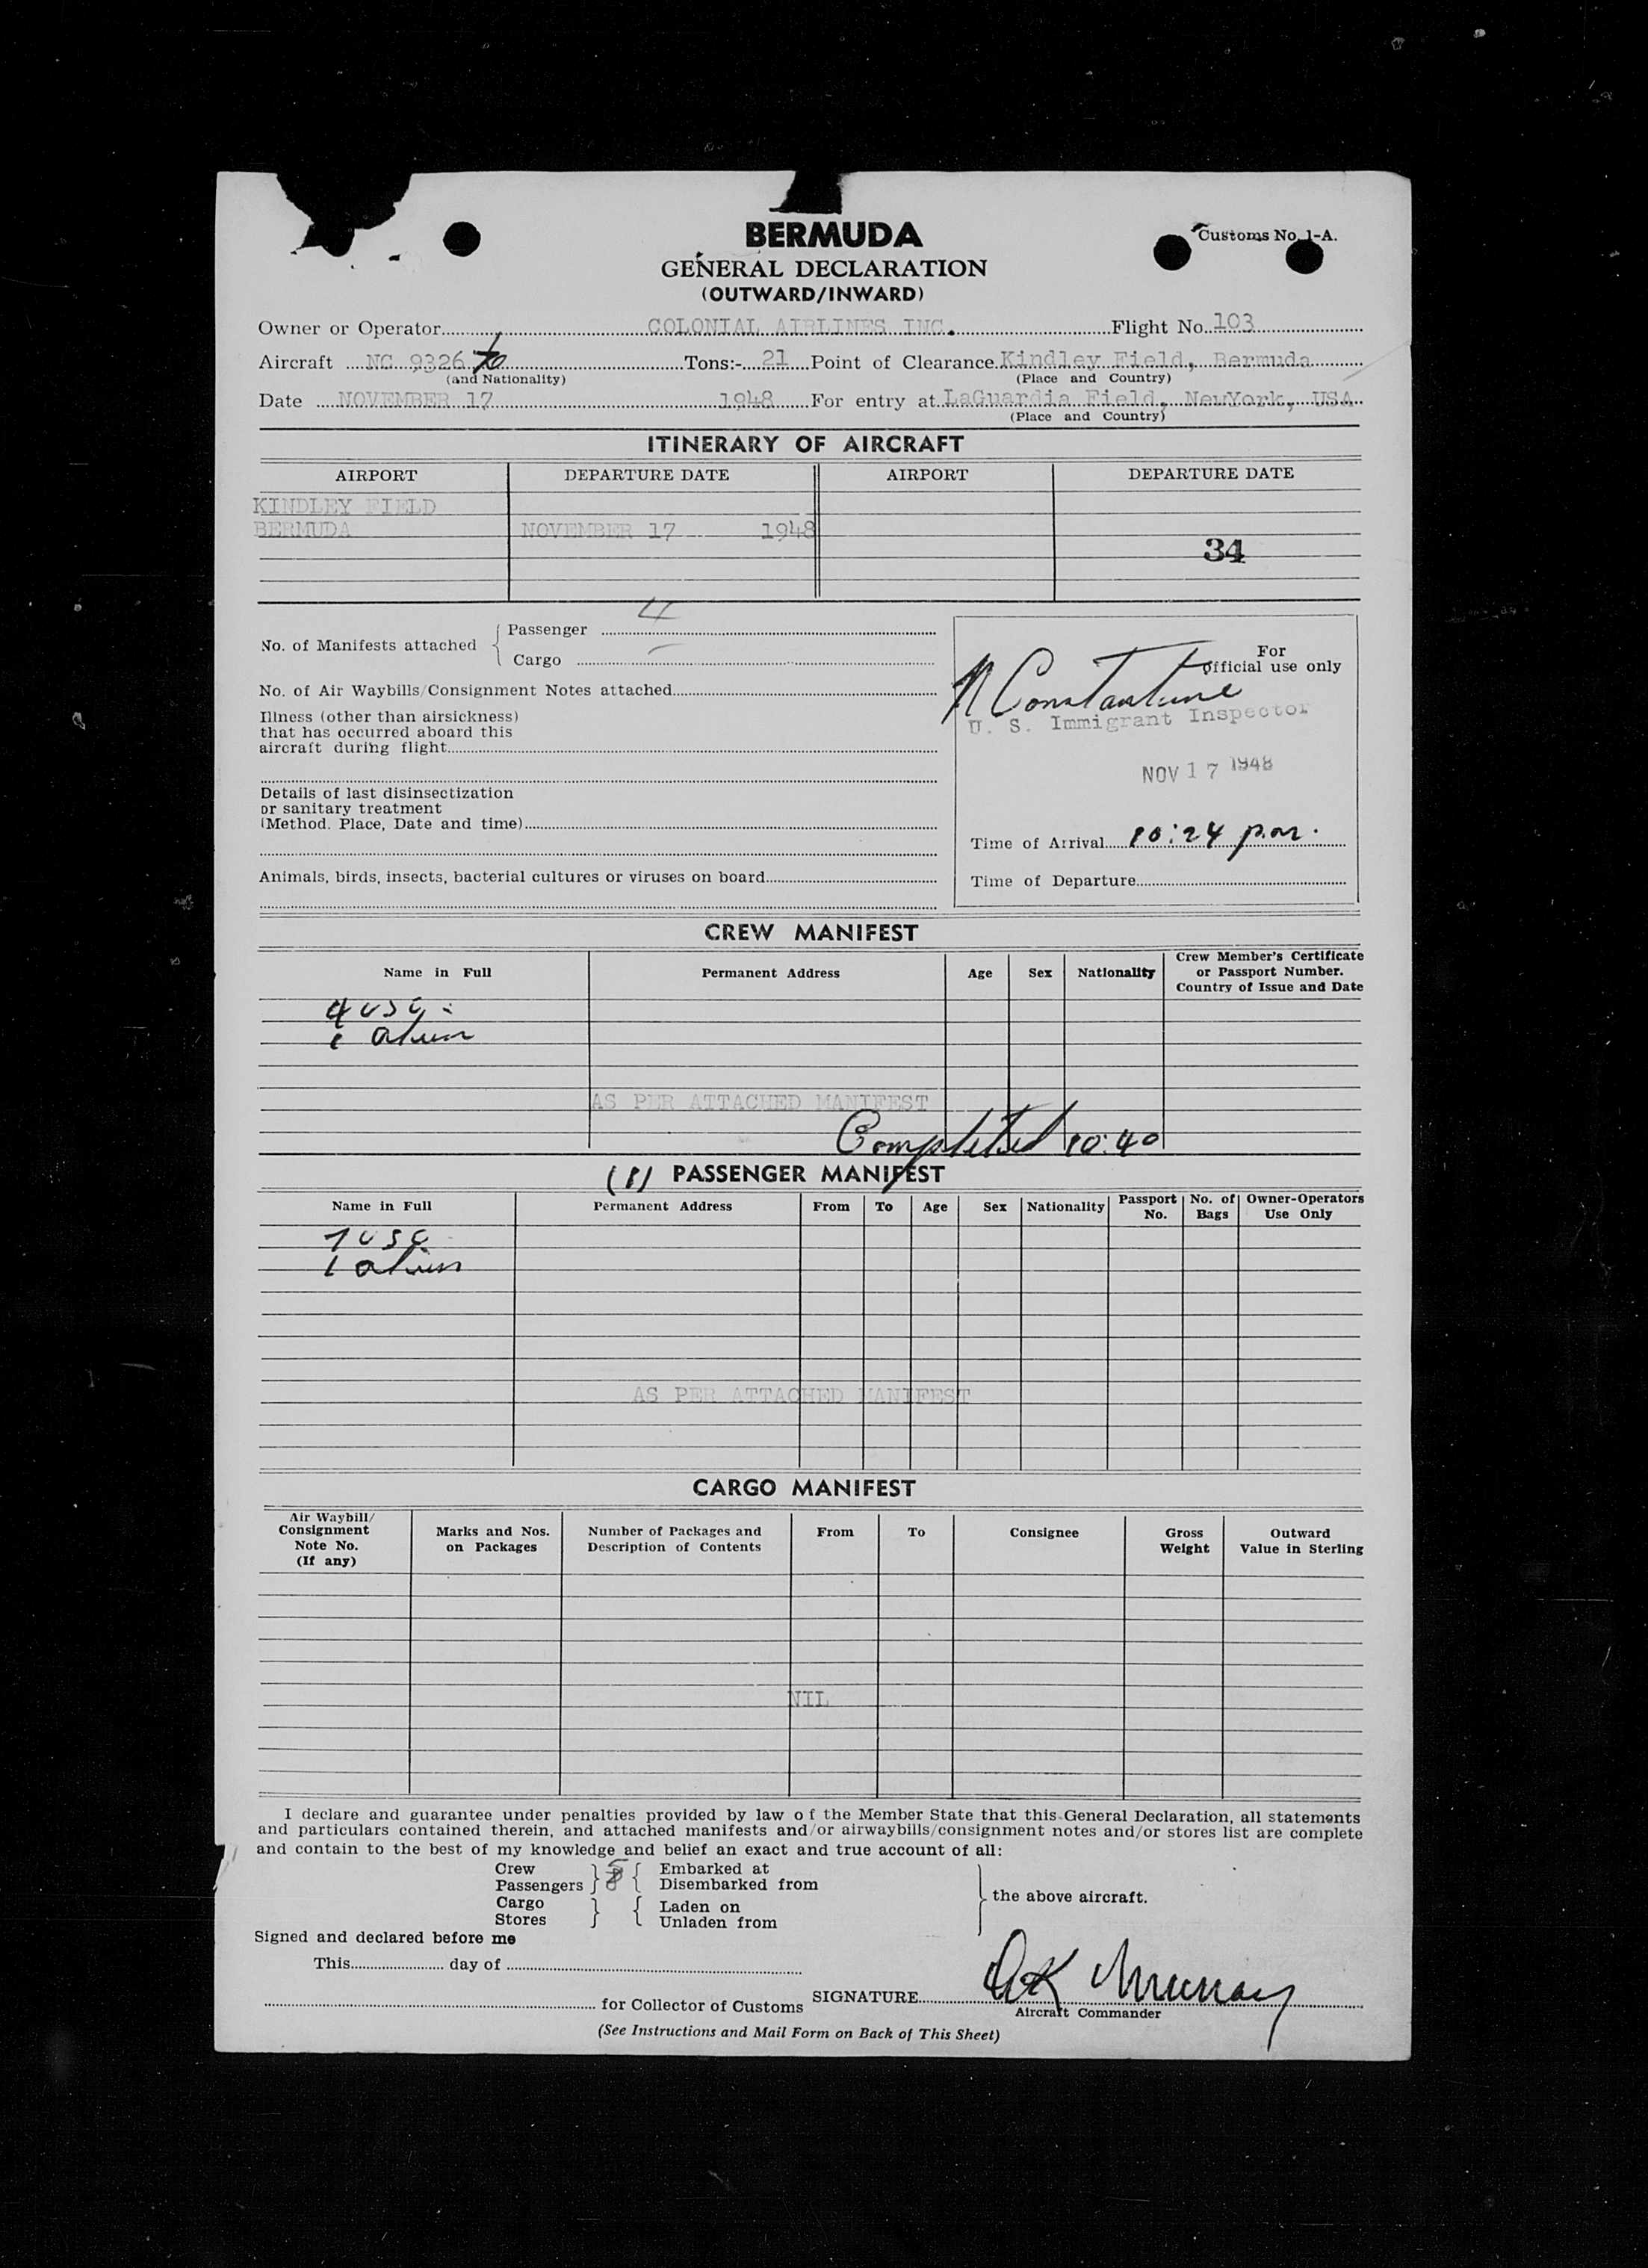 BERMUDA
Customs No. 1-A.
GENERAL DECLARATION
(OUTWARD/INWARD)
Owner or Operator COLONIAL AIRLINES INC. Flight No. 103
Aircraft NC 9326 Tons:- 21 Point of Clearance Kindley Field, Bermuda
(and Nationality) (Place and Country)
Date NOVEMBER 17 1948 For entry at LaGuardia Field, NewYork, USA
(Place and Country)
ITINERARY OF AIRCRAFT
AIRPORT DEPARTURE DATE AIRPORT DEPARTURE DATE
KINDLEY FIELD
BERMUDA NOVEMBER 17 1948
34
No. of Manifests attached { Passenger 4
Cargo
No. of Air Waybills/Consignment Notes attached
Illness (other than airsickness)
that has occurred aboard this
aircraft during flight
Details of last disinsectization
or sanitary treatment
(Method. Place, Date and time)
Animals, birds, insects, bacterial cultures or viruses on board
For
Official use only
N Constantine
U. S. Immigrant Inspector
NOV 17 1948
Time of Arrival 10:24 p.m.
Time of Departure
CREW MANIFEST
Name in Full Permanent Address Age Sex Nationality Crew Member's Certificate
or Passport Number.
Country of Issue and Date
4 USC
1 alien
AS PER ATTACHED MANIFEST
Completed 10:40
(8) PASSENGER MANIFEST
Name in Full Permanent Address From To Age Sex Nationality Passport No. No. of Bags Owner-Operators Use Only
7 USC
1 alien
AS PER ATTACHED MANIFEST
CARGO MANIFEST
Air Waybill/
Consignment
Note No.
(If any)
Marks and Nos.
on Packages
Number of Packages and
Description of Contents
From To Consignee
Gross
Weight
Outward
Value in Sterling
NIL
I declare and guarantee under penalties provided by law of the Member State that this General Declaration, all statements
and particulars contained therein, and attached manifests and/or airwaybills/consignment notes and/or stores list are complete
and contain to the best of my knowledge and belief an exact and true account of all:
Crew Embarked at
Passengers Disembarked from
the above aircraft.
Cargo Laden on
Stores Unladen from
Signed and declared before me
This day of
for Collector of Customs SIGNATURE DK Murray
Aircraft Commander
(See Instructions and Mail Form on Back of This Sheet)